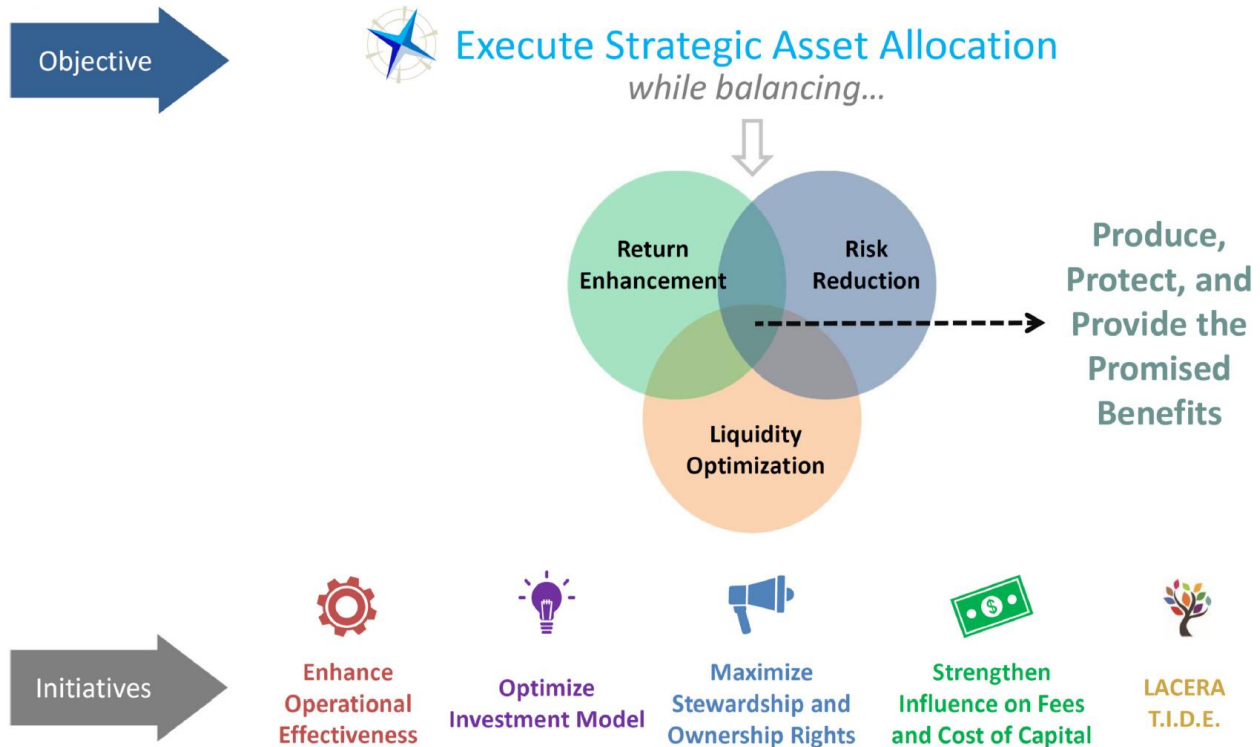 Objective
Execute Strategic Asset Allocation
while balancing...
Return
Enhancement
Risk
Reduction
Liquidity
Optimization
Produce,
Protect, and
Provide the
Promised
Benefits
Initiatives
Enhance
Operational
Effectiveness
Optimize
Investment Model
Maximize
Stewardship and
Ownership Rights
$
Strengthen
Influence on Fees
and Cost of Capital
LACERA
T.I.D.E.